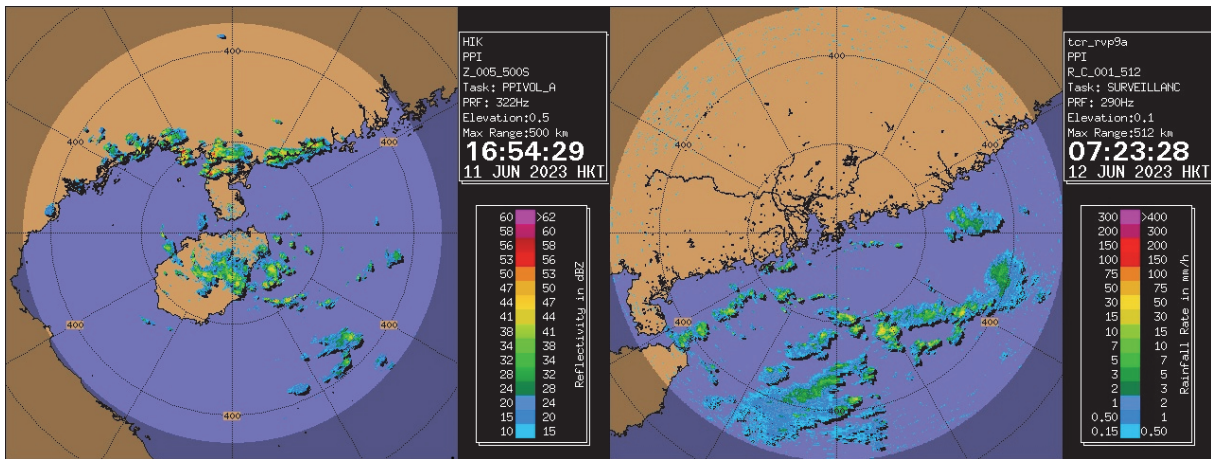 HIK
PPI
Z_005_500S
Task: PPIVOL_A
PRF: 322Hz
Elevation:0.5
Max Range:500 km
16:54:29
11 JUN 2023 HKT
60 >62
58 60
56 58
53 56
50 53
47 50
44 47
41 44
38 41
34 38
32 34
28 32
24 28
20 24
15 20
10 15
Reflectivity in dBZ
400
400
400
400
400
400
tcr_rvp9a
PPI
R_C_001_512
Task: SURVEILLANC
PRF: 290Hz
Elevation:0.1
Max Range:512 km
07:23:28
12 JUN 2023 HKT
300 >400
200 300
150 200
100 150
75 100
50 75
30 50
15 30
10 15
7 10
5 7
3 5
2 3
1 2
0.50 1
0.15 0.50
Rainfall Rate in mm/h
400
400
400
400
400